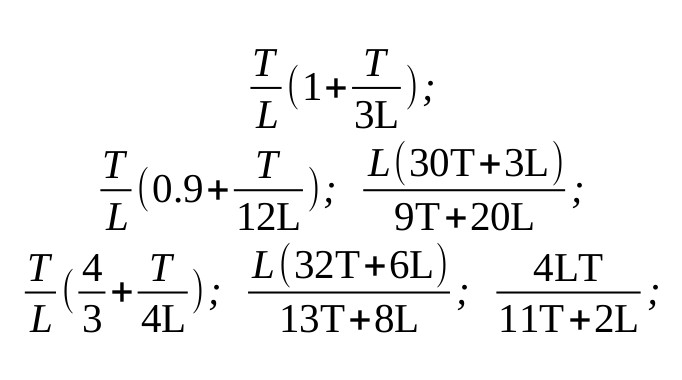 T/L(1+T/3L);
T/L(0.9+T/12L); L(30T+3L)/9T+20L;
T/L(4/3+T/4L); L(32T+6L)/13T+8L; 4LT/11T+2L;